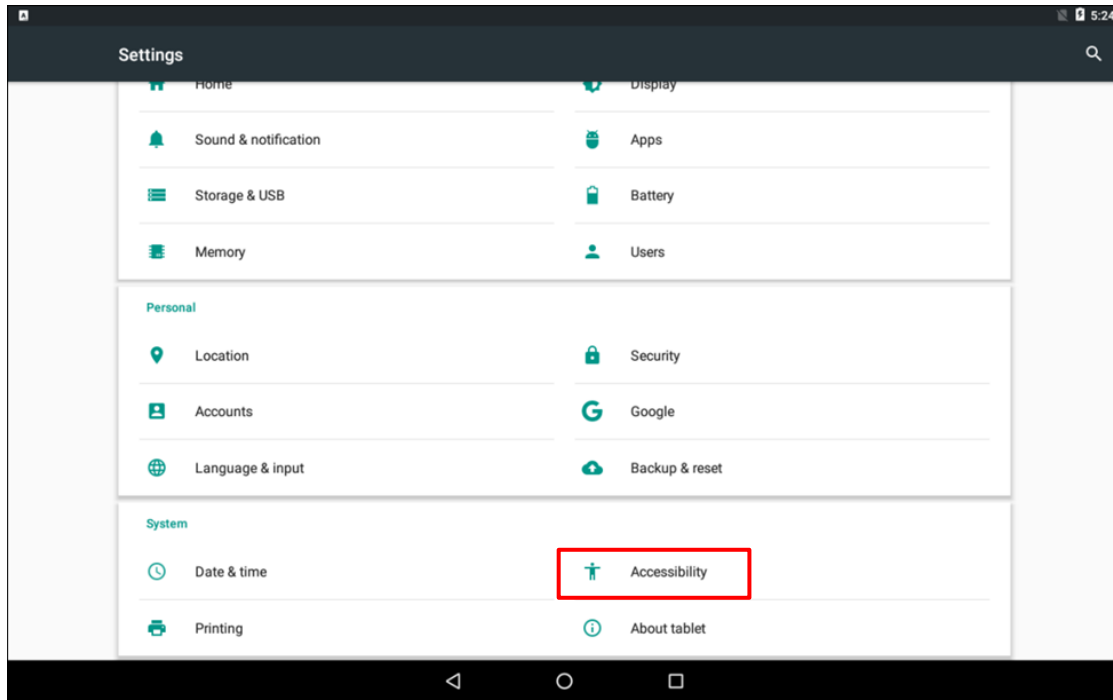 5:24
Settings
Home
Display
Sound & notification
Apps
Storage & USB
Battery
Memory
Users
Personal
Location
Security
Accounts
Google
Language & input
Backup & reset
System
Date & time
Accessibility
Printing
About tablet